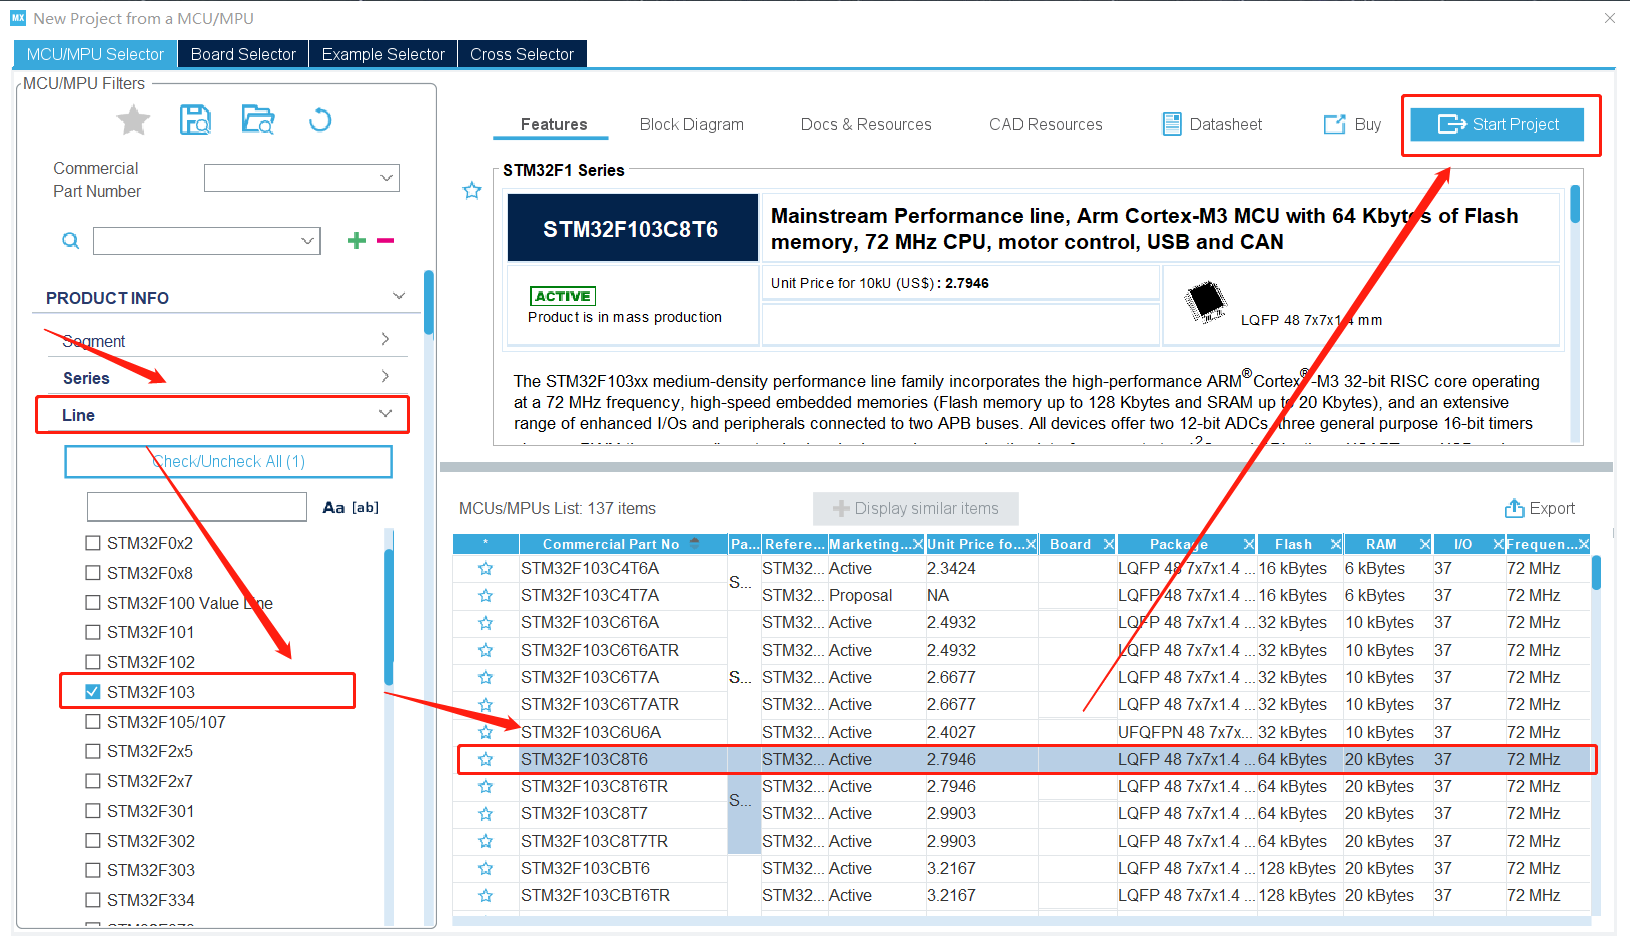 MX New Project from a MCU/MPU
MCU/MPU Selector Board Selector Example Selector Cross Selector
MCU/MPU Filters
Commercial
Part Number
PRODUCT INFO
Segment
Series
Line
Check/Uncheck All (1)
Aa [ab]
STM32F0x2
STM32F0x8
STM32F100 Value Line
STM32F101
STM32F102
STM32F103
STM32F105/107
STM32F2x5
STM32F2x7
STM32F301
STM32F302
STM32F303
STM32F334
Features Block Diagram Docs & Resources CAD Resources Datasheet Buy Start Project
STM32F1 Series
STM32F103C8T6
Mainstream Performance line, Arm Cortex-M3 MCU with 64 Kbytes of Flash
memory, 72 MHz CPU, motor control, USB and CAN
ACTIVE
Product is in mass production
Unit Price for 10kU (US$) : 2.7946
LQFP 48 7x7x1.4 mm
The STM32F103xx medium-density performance line family incorporates the high-performance ARM® Cortex®-M3 32-bit RISC core operating
at a 72 MHz frequency, high-speed embedded memories (Flash memory up to 128 Kbytes and SRAM up to 20 Kbytes), and an extensive
range of enhanced I/Os and peripherals connected to two APB buses. All devices offer two 12-bit ADCs, three general purpose 16-bit timers
MCUs/MPUs List: 137 items Display similar items Export
* Commercial Part No Pa... Refere... Marketing... Unit Price fo... Board Package Flash RAM I/O Frequen...
STM32F103C4T6A S... STM32... Active 2.3424 LQFP 48 7x7x1.4 ... 16 kBytes 6 kBytes 37 72 MHz
STM32F103C4T7A STM32... Proposal NA LQFP 48 7x7x1.4 ... 16 kBytes 6 kBytes 37 72 MHz
STM32F103C6T6A STM32... Active 2.4932 LQFP 48 7x7x1.4 ... 32 kBytes 10 kBytes 37 72 MHz
STM32F103C6T6ATR STM32... Active 2.4932 LQFP 48 7x7x1.4 ... 32 kBytes 10 kBytes 37 72 MHz
STM32F103C6T7A S... STM32... Active 2.6677 LQFP 48 7x7x1.4 ... 32 kBytes 10 kBytes 37 72 MHz
STM32F103C6T7ATR STM32... Active 2.6677 LQFP 48 7x7x1.4 ... 32 kBytes 10 kBytes 37 72 MHz
STM32F103C6U6A STM32... Active 2.4027 UFQFPN 48 7x7x... 32 kBytes 10 kBytes 37 72 MHz
STM32F103C8T6 STM32... Active 2.7946 LQFP 48 7x7x1.4 ... 64 kBytes 20 kBytes 37 72 MHz
STM32F103C8T6TR S... STM32... Active 2.7946 LQFP 48 7x7x1.4 ... 64 kBytes 20 kBytes 37 72 MHz
STM32F103C8T7 STM32... Active 2.9903 LQFP 48 7x7x1.4 ... 64 kBytes 20 kBytes 37 72 MHz
STM32F103C8T7TR STM32... Active 2.9903 LQFP 48 7x7x1.4 ... 64 kBytes 20 kBytes 37 72 MHz
STM32F103CBT6 STM32... Active 3.2167 LQFP 48 7x7x1.4 ... 128 kBytes 20 kBytes 37 72 MHz
STM32F103CBT6TR STM32... Active 3.2167 LQFP 48 7x7x1.4 ... 128 kBytes 20 kBytes 37 72 MHz